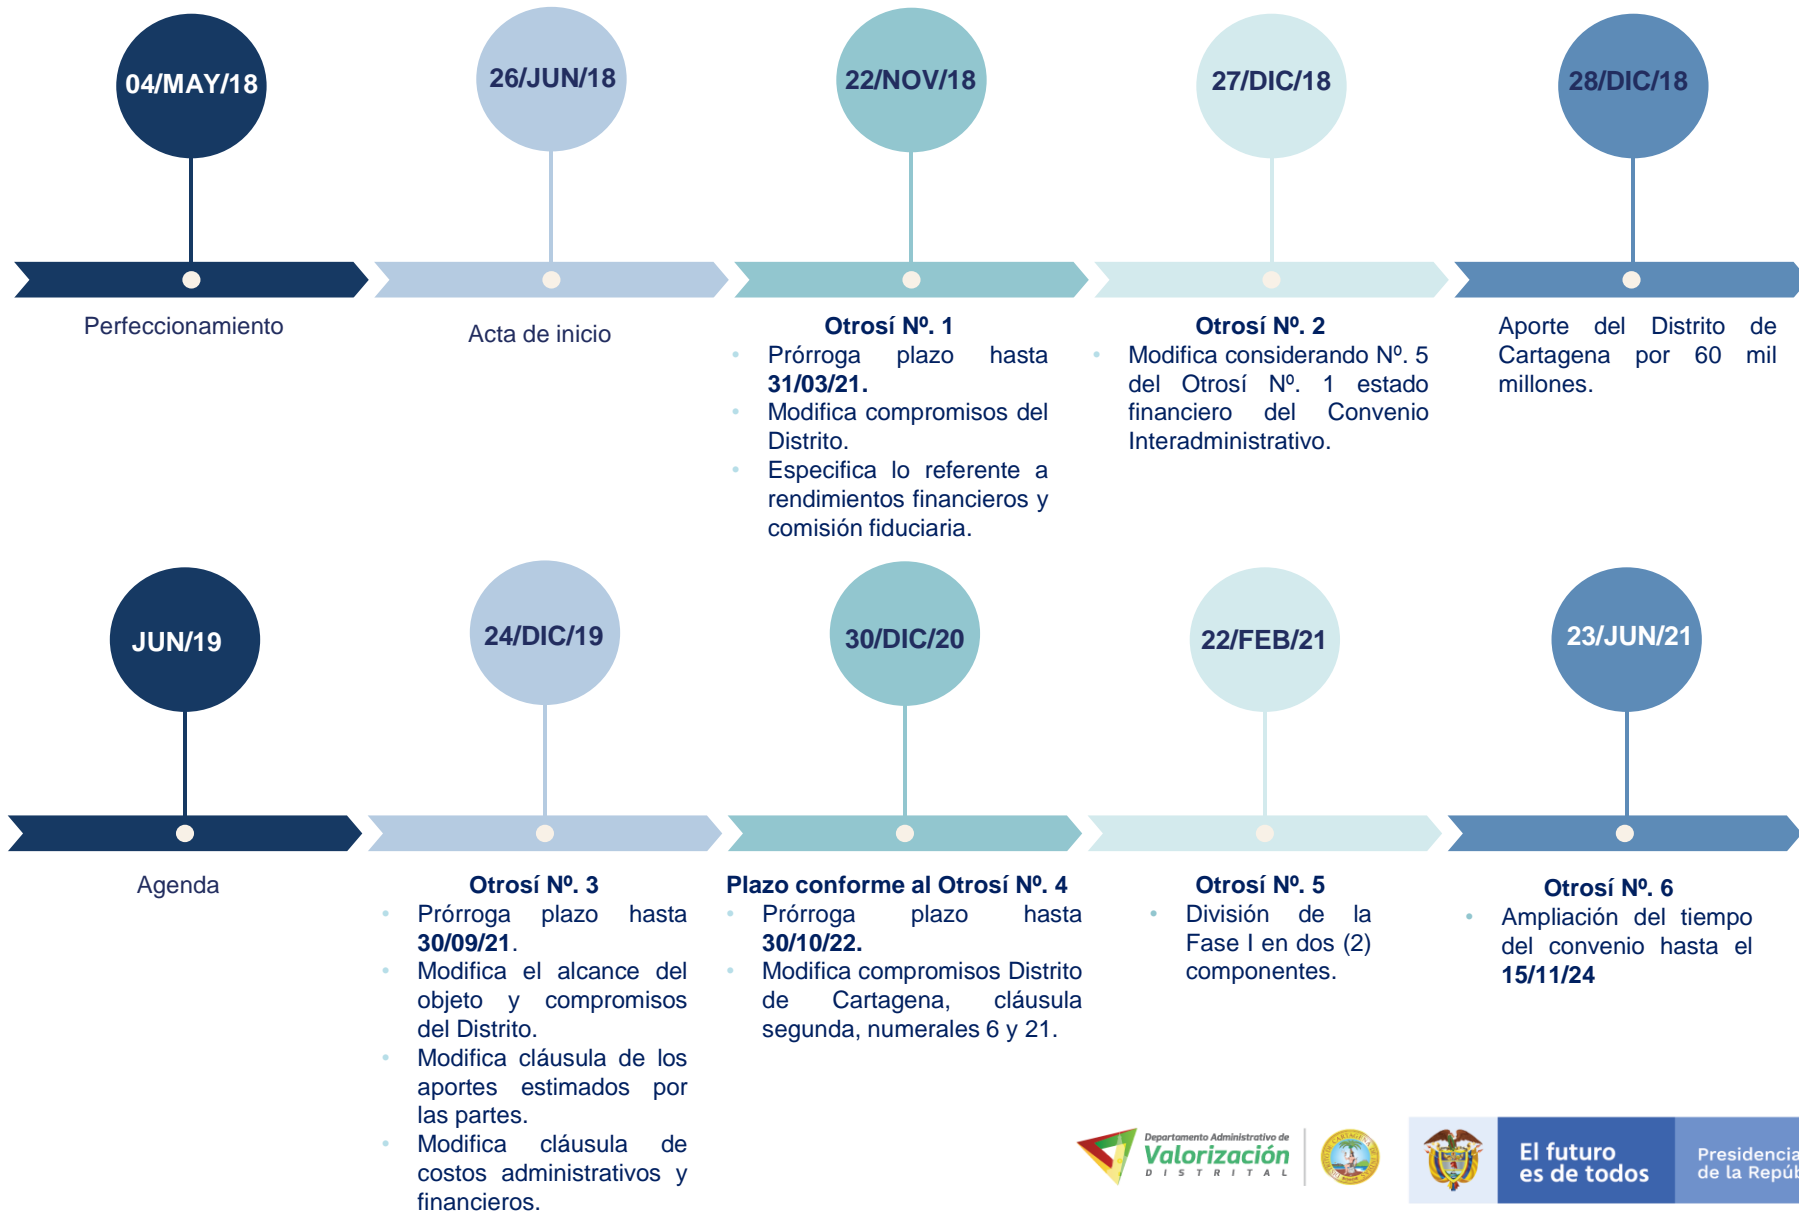 04/MAY/18
26/JUN/18
22/NOV/18
27/DIC/18
28/DIC/18
Perfeccionamiento
Acta de inicio
Otrosí Nº. 1
• Prórroga plazo hasta
31/03/21.
• Modifica compromisos del
Distrito.
• Especifica lo referente a
rendimientos financieros y
comisión fiduciaria.
Otrosí Nº. 2
• Modifica considerando Nº. 5
del Otrosí Nº. 1 estado
financiero del Convenio
Interadministrativo.
Aporte del Distrito de
Cartagena por 60 mil
millones.
JUN/19
24/DIC/19
30/DIC/20
22/FEB/21
23/JUN/21
Agenda
Otrosí Nº. 3
• Prórroga plazo hasta
30/09/21.
• Modifica el alcance del
objeto y compromisos
del Distrito.
• Modifica cláusula de los
aportes estimados por
las partes.
• Modifica cláusula de
costos administrativos y
financieros.
Plazo conforme al Otrosí Nº. 4
• Prórroga plazo hasta
30/10/22.
• Modifica compromisos Distrito
de Cartagena, cláusula
segunda, numerales 6 y 21.
Otrosí Nº. 5
• División de la
Fase I en dos (2)
componentes.
Otrosí Nº. 6
• Ampliación del tiempo
del convenio hasta el
15/11/24
Departamento Administrativo de
Valorización
DISTRITAL
El futuro
es de todos
Presidencia
de la Repúb